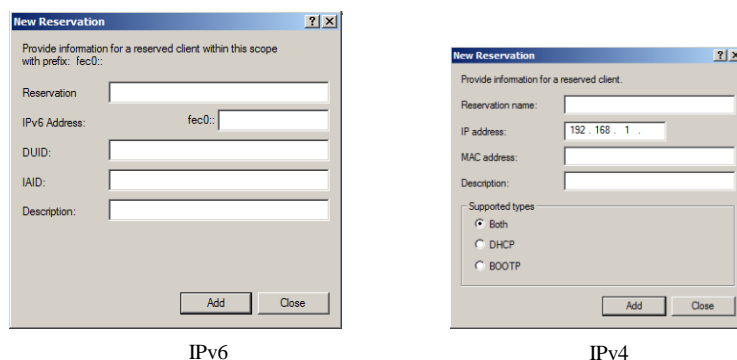 New Reservation
Provide information for a reserved client within this scope
with prefix: fec0::
Reservation
IPv6 Address: fec0::
DUID:
IAID:
Description:
Add Close
IPv6
New Reservation
Provide information for a reserved client.
Reservation name:
IP address: 192 . 168 . 1 .
MAC address:
Description:
Supported types
Both
DHCP
BOOTP
Add Close
IPv4